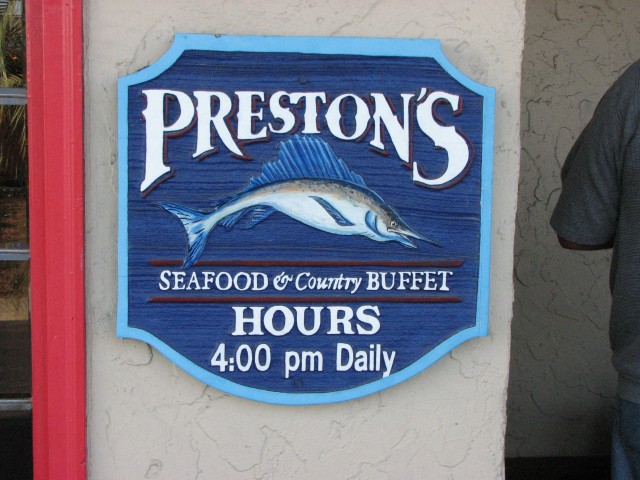 PRESTON'S
SEAFOOD & Country BUFFET
HOURS
4:00 pm Daily